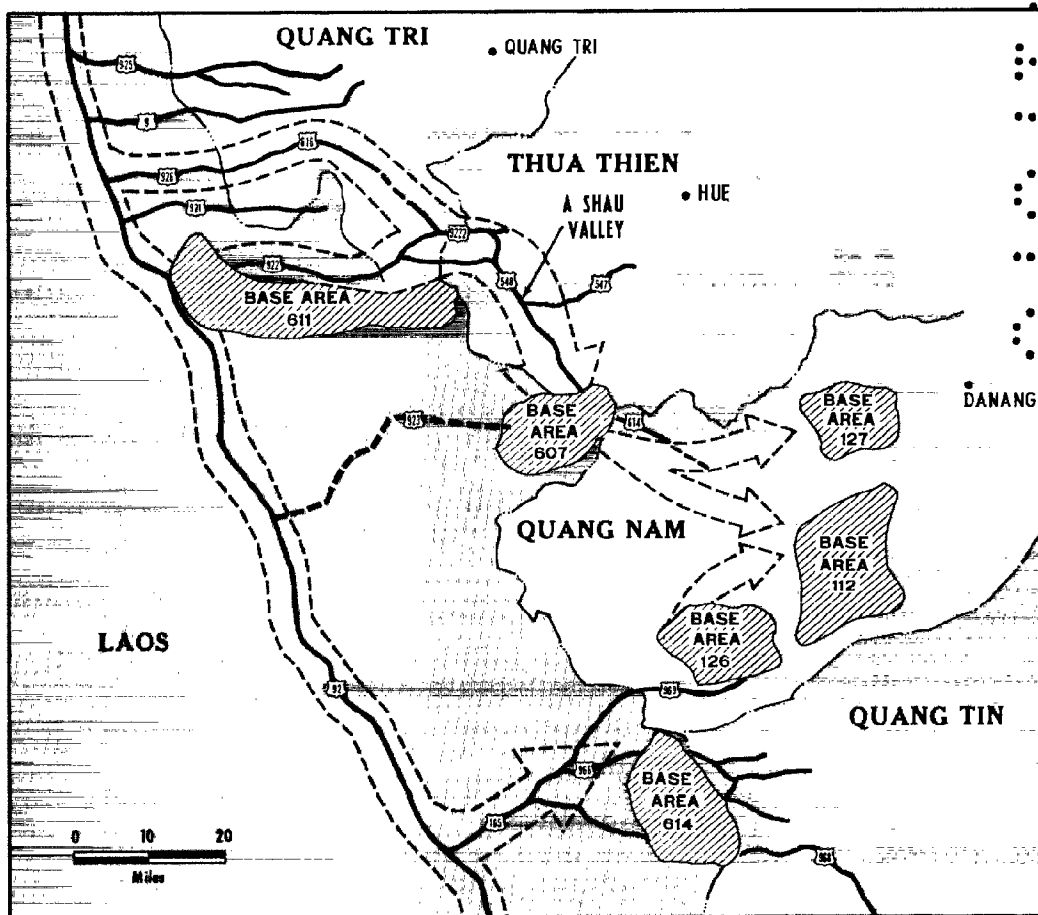 QUANG TRI
QUANG TRI
925
9
616
THUA THIEN
926
HUE
A SHAU
VALLEY
921
9222
922
548
547
BASE AREA
611
DANANG
BASE
AREA
607
923
614
BASE
AREA
127
QUANG NAM
BASE
AREA
112
LAOS
BASE
AREA
126
92
963
QUANG TIN
966
BASE
AREA
614
165
0 10 20
Miles